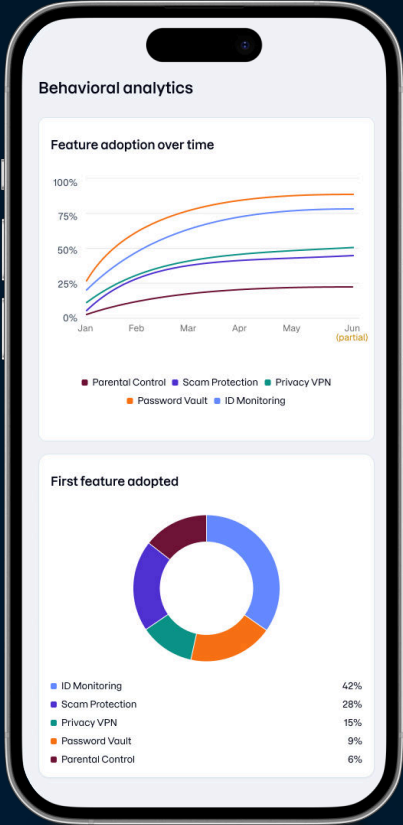 Behavioral analytics
Feature adoption over time
100%
75%
50%
25%
0%
Jan Feb Mar Apr May Jun
(partial)
Parental Control Scam Protection Privacy VPN
Password Vault ID Monitoring
First feature adopted
ID Monitoring 42%
Scam Protection 28%
Privacy VPN 15%
Password Vault 9%
Parental Control 6%